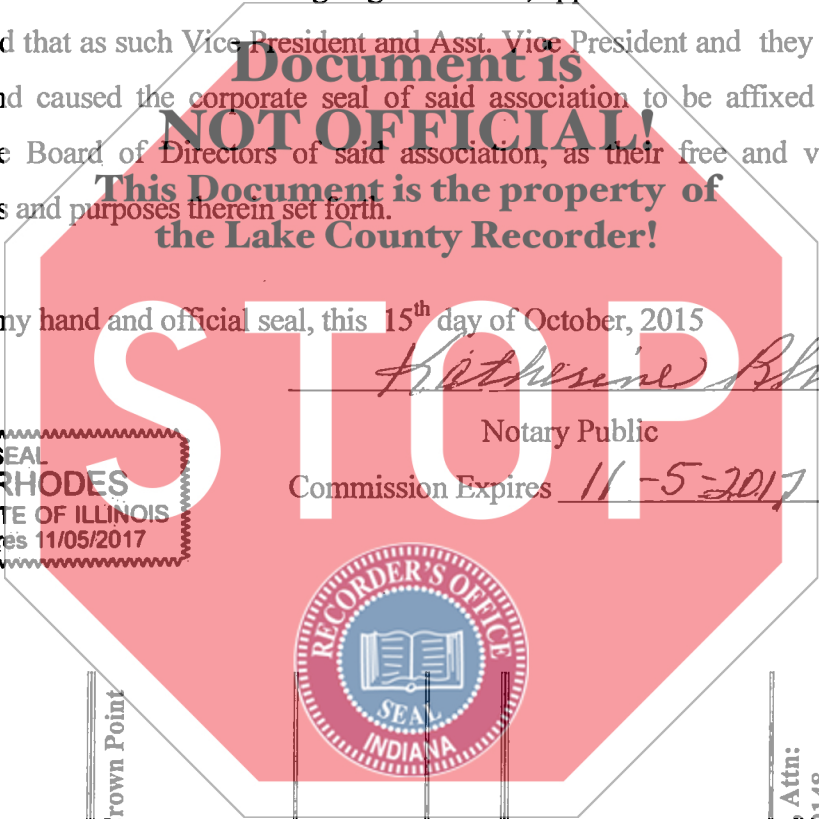 d that as such Vice President and Asst. Vice President and they
Document is
nd caused the corporate seal of said association to be affixed
NOT OFFICIAL!
e Board of Directors of said association, as their free and v
This Document is the property of
s and purposes therein set forth.
the Lake County Recorder!
my hand and official seal, this 15th day of October, 2015
STOP
Katherine
Notary Public
SEAL
RHODES
Commission Expires 11-5-2017
TE OF ILLINOIS
res 11/05/2017
RECORDER'S OFFICE
SEAL
INDIANA
rown Point
Attn: